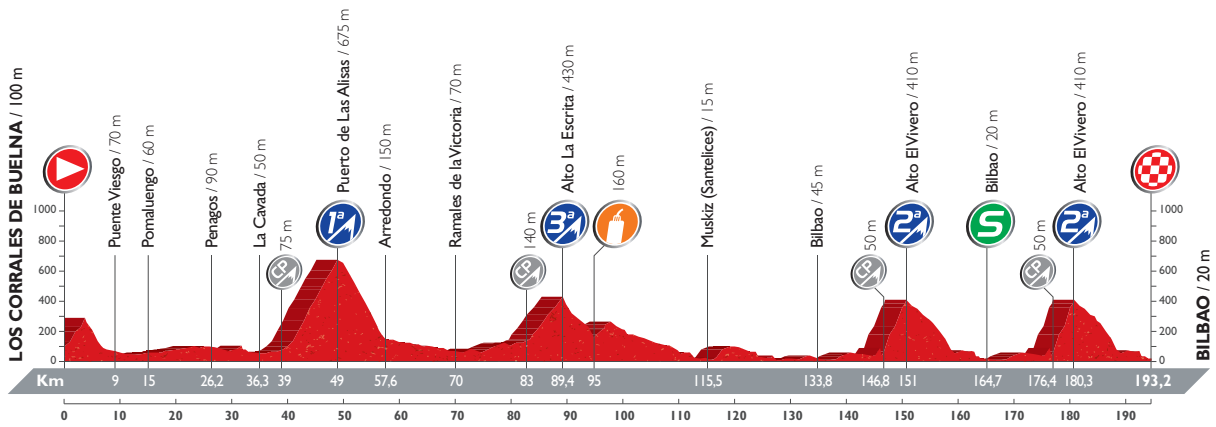 LOS CORRALES DE BUELNA / 100 m
Puente Viesgo / 70 m
Pomaluengo / 60 m
Penagos / 90 m
La Cavada / 50 m
CP
75 m
Puerto de Las Alisas / 675 m
1ª
Arredondo / 150 m
Ramales de la Victoria / 70 m
CP
140 m
Alto La Escrita / 430 m
3ª
160 m
Muskiz (Santelices) / 15 m
Bilbao / 45 m
CP
50 m
Alto El Vivero / 410 m
2ª
Bilbao / 20 m
S
CP
50 m
Alto El Vivero / 410 m
2ª
BILBAO / 20 m
1000
800
600
400
200
0
1000
800
600
400
200
0
Km 9 15 26,2 36,3 39 49 57,6 70 83 89,4 95 115,5 133,8 146,8 151 164,7 176,4 180,3 193,2
0 10 20 30 40 50 60 70 80 90 100 110 120 130 140 150 160 170 180 190